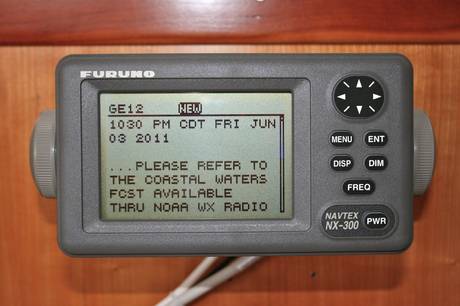 FURUNO
GE12 NEW
1030 PM CDT FRI JUN
03 2011
...PLEASE REFER TO
THE COASTAL WATERS
FCST AVAILABLE
THRU NOAA WX RADIO
MENU ENT
DISP DIM
FREQ
NAVTEX
NX-300
PWR